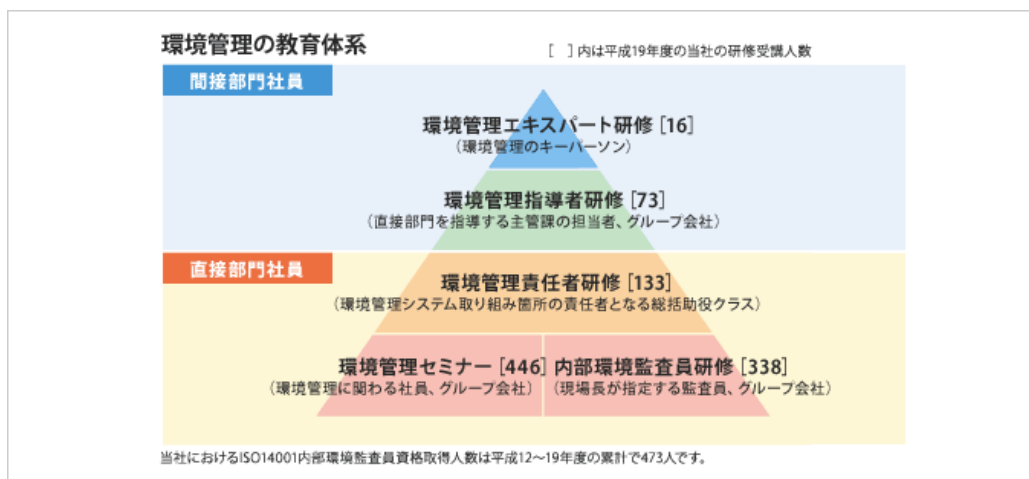 環境管理の教育体系
[　]内は平成19年度の当社の研修受講人数
間接部門社員
環境管理エキスパート研修 [16]
（環境管理のキーパーソン）
環境管理指導者研修 [73]
（直接部門を指導する主管課の担当者、グループ会社）
直接部門社員
環境管理責任者研修 [133]
（環境管理システム取り組み箇所の責任者となる総括助役クラス）
環境管理セミナー [446]
（環境管理に関わる社員、グループ会社）
内部環境監査員研修 [338]
（現場長が指定する監査員、グループ会社）
当社におけるISO14001内部環境監査員資格取得人数は平成12～19年度の累計で473人です。